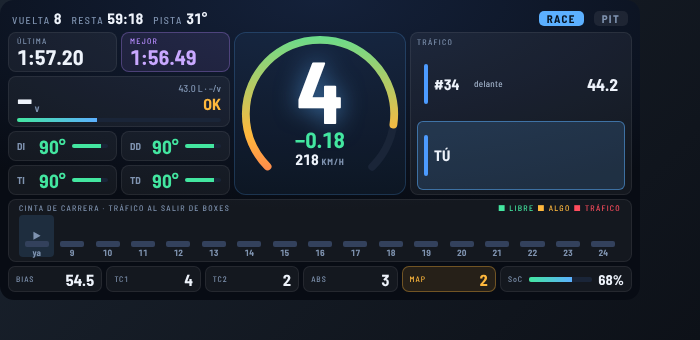 VUELTA 8 RESTA 59:18 PISTA 31° RACE PIT
ÚLTIMA
1:57.20
MEJOR
1:56.49
43.0 L · –/v
— v
OK
DI 90° DD 90°
TI 90° TD 90°
4
−0.18
218 KM/H
TRÁFICO
#34 delante 44.2
TÚ
CINTA DE CARRERA · TRÁFICO AL SALIR DE BOXES
LIBRE ALGO TRÁFICO
ya 9 10 11 12 13 14 15 16 17 18 19 20 21 22 23 24
BIAS 54.5 TC1 4 TC2 2 ABS 3 MAP 2 SoC 68%